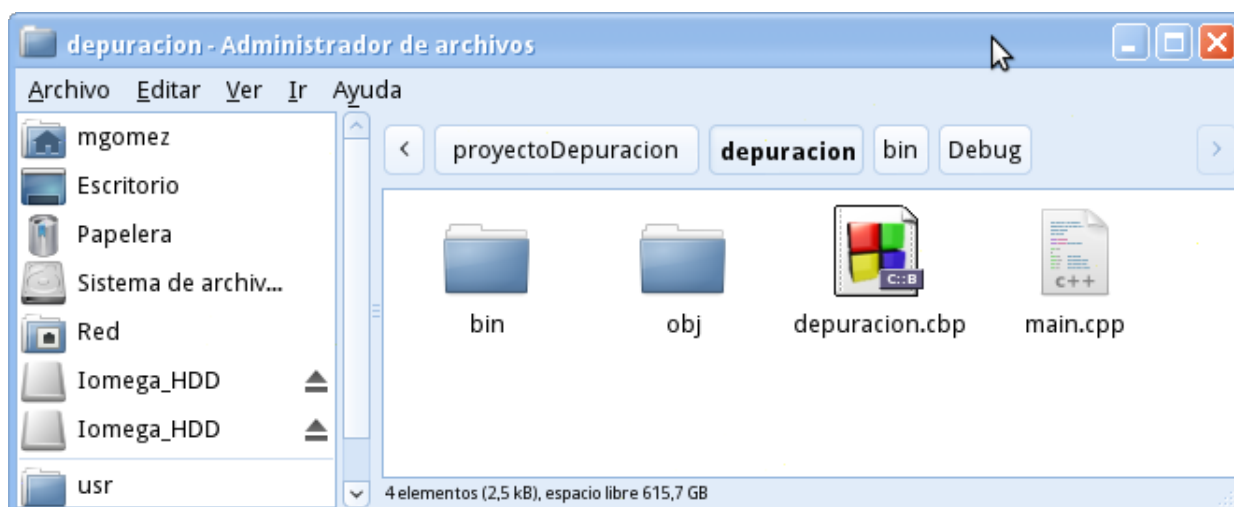 depuracion - Administrador de archivos
Archivo Editar Ver Ir Ayuda
mgomez
Escritorio
Papelera
Sistema de archiv...
Red
Iomega_HDD
Iomega_HDD
usr
< proyectoDepuracion depuracion bin Debug >
bin obj depuracion.cbp main.cpp
C::B
C++
4 elementos (2,5 kB), espacio libre 615,7 GB